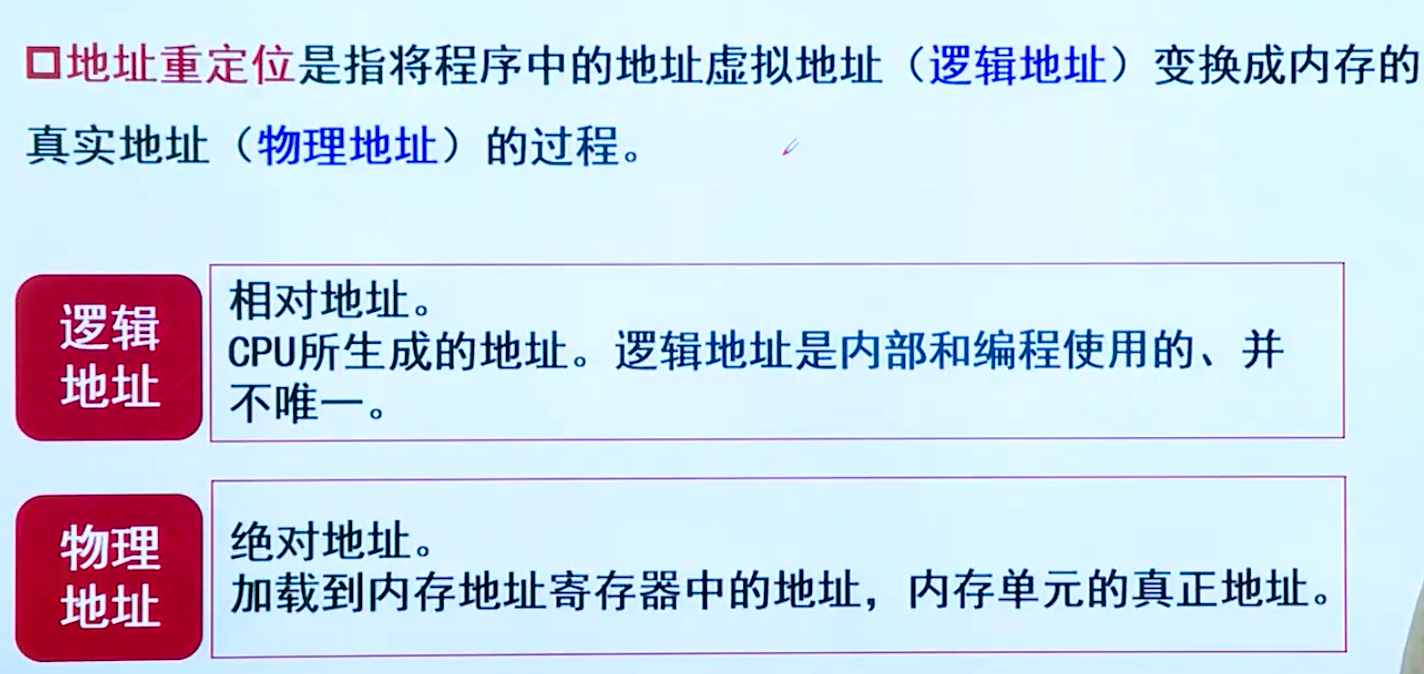 地址重定位是指将程序中的地址虚拟地址（逻辑地址）变换成内存的
真实地址（物理地址）的过程。
逻辑
地址
相对地址。
CPU所生成的地址。逻辑地址是内部和编程使用的、并
不唯一。
物理
地址
绝对地址。
加载到内存地址寄存器中的地址，内存单元的真正地址。